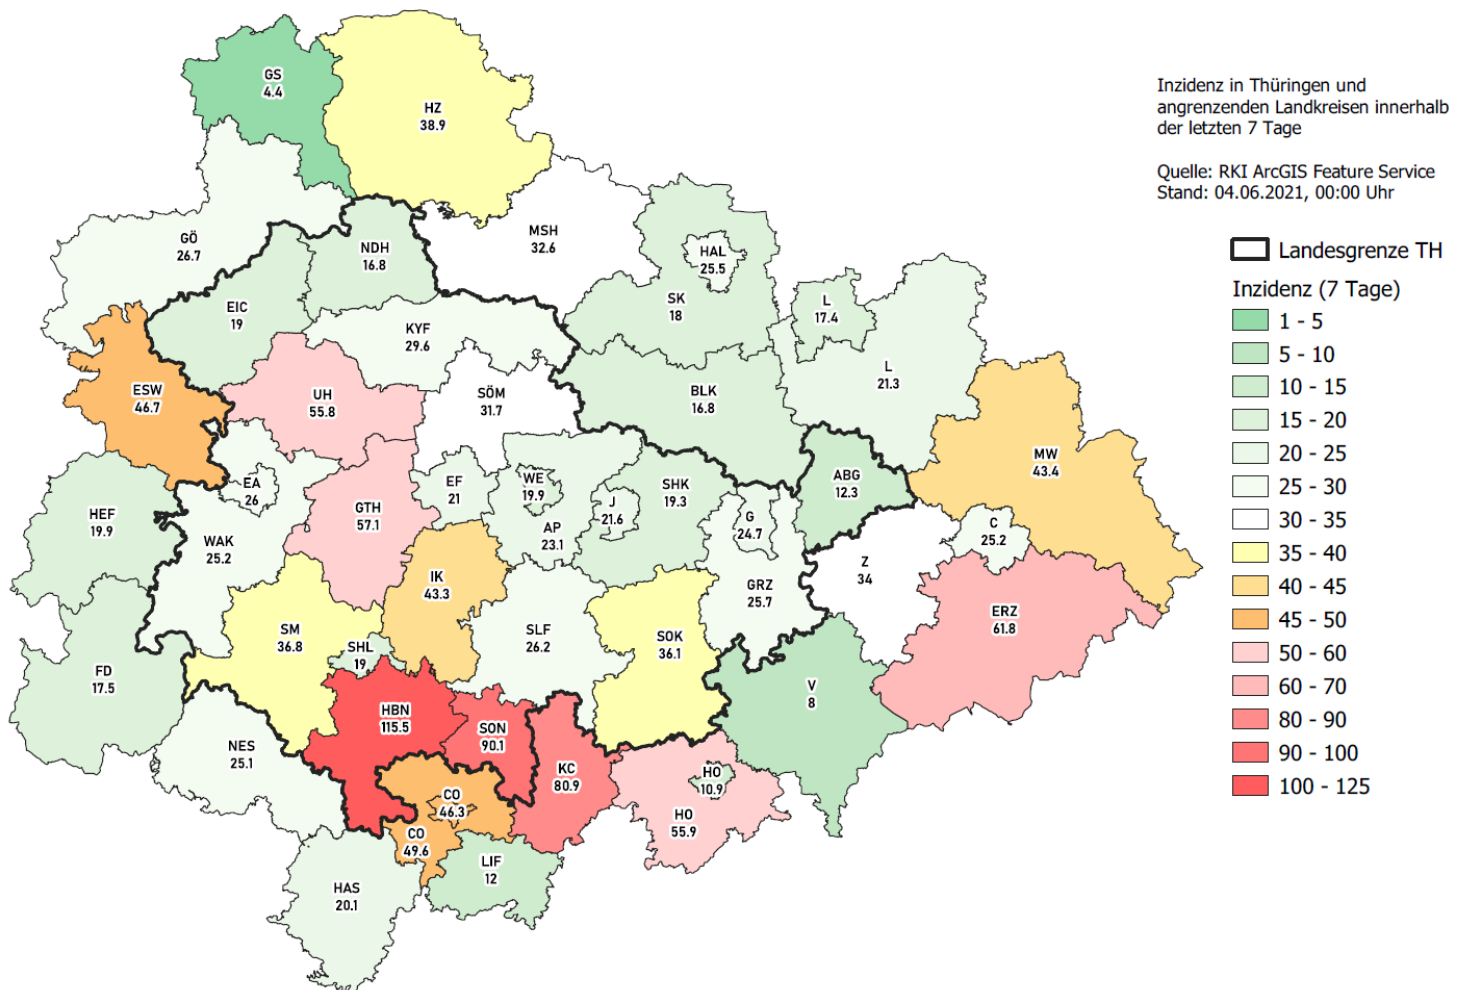 GS
4.4
HZ
38.9
Inzidenz in Thüringen und
angrenzenden Landkreisen innerhalb
der letzten 7 Tage
Quelle: RKI ArcGIS Feature Service
Stand: 04.06.2021, 00:00 Uhr
GÖ
26.7
NDH
16.8
MSH
32.6
HAL
25.5
EIC
19
KYF
29.6
SK
18
L
17.4
L
21.3
ESW
46.7
UH
55.8
SÖM
31.7
BLK
16.8
MW
43.4
HEF
19.9
EA
26
WAK
25.2
GTH
57.1
EF
21
WE
19.9
AP
23.1
J
21.6
SHK
19.3
G
24.7
ABG
12.3
C
25.2
Z
34
IK
43.3
GRZ
25.7
ERZ
61.8
SM
36.8
SHL
19
SLF
26.2
SOK
36.1
FD
17.5
V
8
HBN
115.5
SON
90.1
NES
25.1
KC
80.9
HO
10.9
HO
55.9
CO
46.3
CO
49.6
LIF
12
HAS
20.1
Landesgrenze TH
Inzidenz (7 Tage)
1 - 5
5 - 10
10 - 15
15 - 20
20 - 25
25 - 30
30 - 35
35 - 40
40 - 45
45 - 50
50 - 60
60 - 70
80 - 90
90 - 100
100 - 125